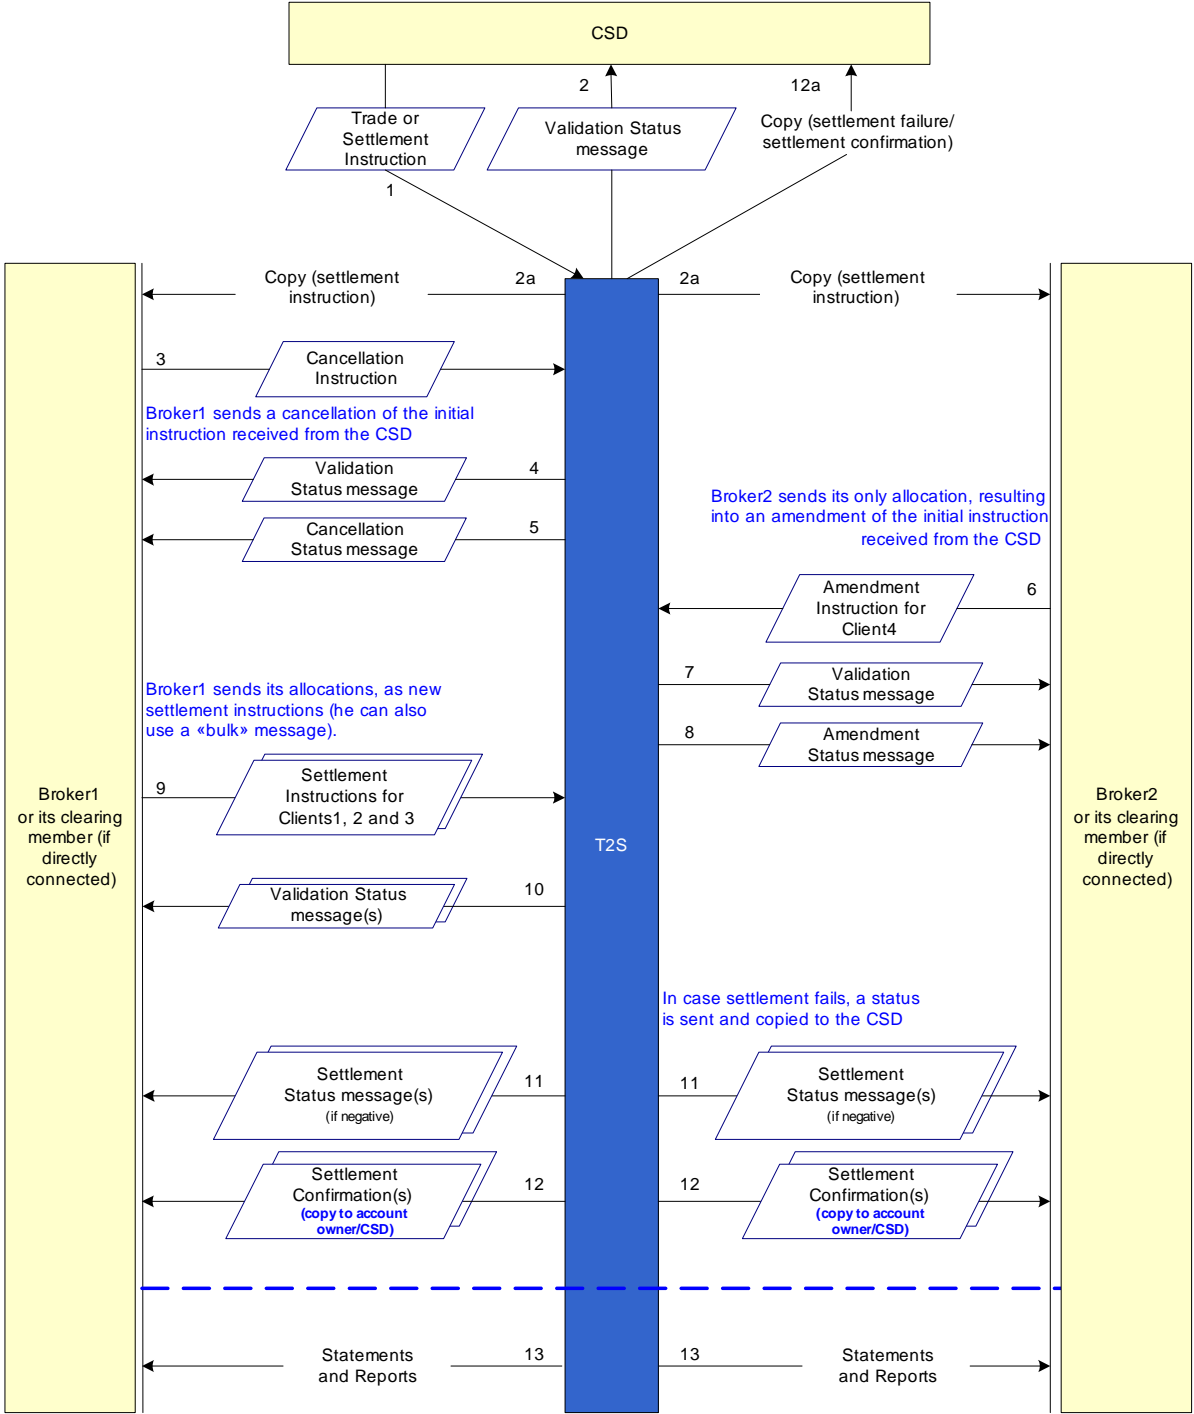 CSD
2
12a
Trade or
Settlement
Instruction
Validation Status
message
Copy (settlement failure/
settlement confirmation)
1
Copy (settlement
instruction)
2a
2a
Copy (settlement
instruction)
3
Cancellation
Instruction
Broker1 sends a cancellation of the initial
instruction received from the CSD
Validation
Status message
4
Broker2 sends its only allocation, resulting
into an amendment of the initial instruction
received from the CSD
Cancellation
Status message
5
Amendment
Instruction for
Client4
6
7
Validation
Status message
Broker1 sends its allocations, as new
settlement instructions (he can also
use a «bulk» message).
8
Amendment
Status message
9
Settlement
Instructions for
Clients1, 2 and 3
Broker1
or its clearing
member (if
directly
connected)
T2S
Broker2
or its clearing
member (if
directly
connected)
Validation Status
message(s)
10
In case settlement fails, a status
is sent and copied to the CSD
Settlement
Status message(s)
(if negative)
11
11
Settlement
Status message(s)
(if negative)
Settlement
Confirmation(s)
(copy to account
owner/CSD)
12
12
Settlement
Confirmation(s)
(copy to account
owner/CSD)
Statements
and Reports
13
13
Statements
and Reports